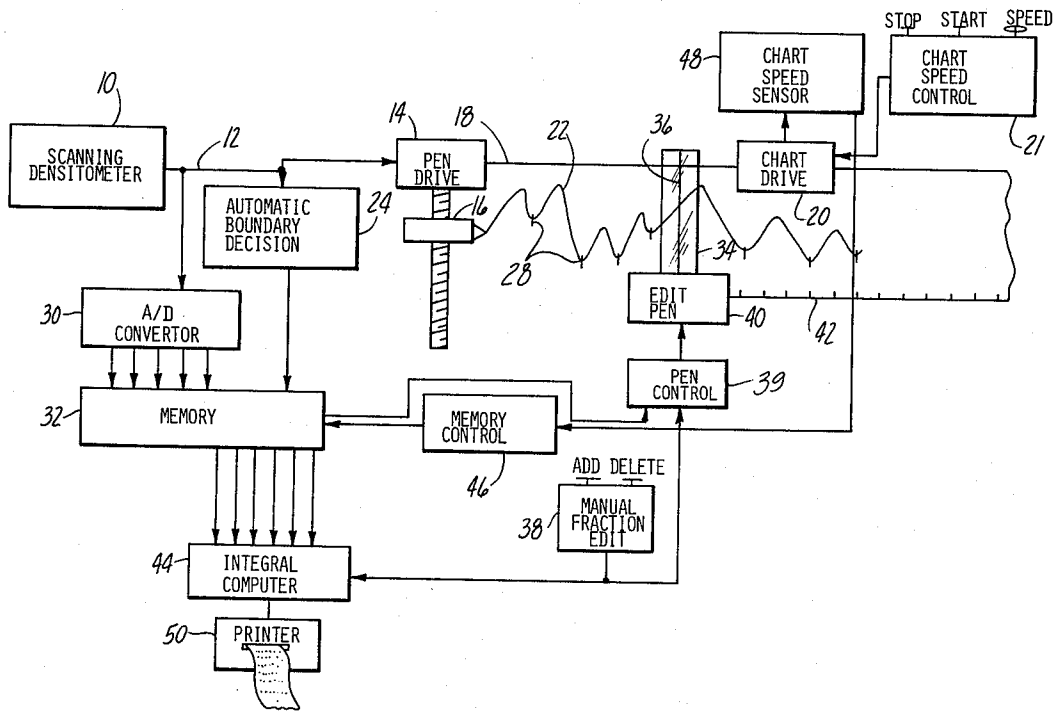 STOP START SPEED
48
CHART
SPEED
SENSOR
CHART
SPEED
CONTROL
21
10
SCANNING
DENSITOMETER
12
14
PEN
DRIVE
18
22
36
CHART
DRIVE
20
AUTOMATIC
BOUNDARY
DECISION
24
16
28
34
30
A/D
CONVERTOR
EDIT
PEN
40
42
32
MEMORY
MEMORY
CONTROL
46
PEN
CONTROL
39
ADD DELETE
38
MANUAL
FRACTION
EDIT
44
INTEGRAL
COMPUTER
50
PRINTER